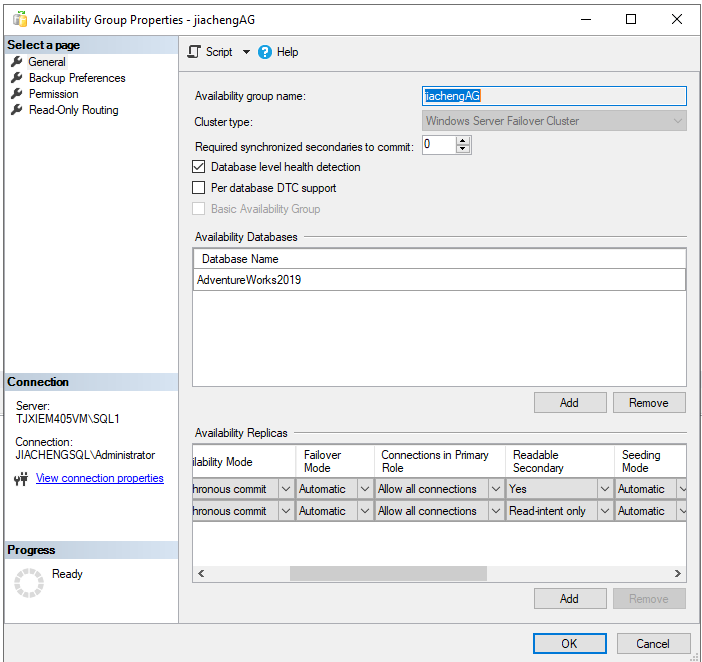 Availability Group Properties - jiachengAG
Select a page
General
Backup Preferences
Permission
Read-Only Routing
Connection
Server:
TJXIEM405VM\SQL1
Connection:
JIACHENGSQL\Administrator
View connection properties
Progress
Ready
Script Help
Availability group name: jiachengAG
Cluster type: Windows Server Failover Cluster
Required synchronized secondaries to commit: 0
Database level health detection
Per database DTC support
Basic Availability Group
Availability Databases
Database Name
AdventureWorks2019
Add Remove
Availability Replicas
ilability Mode Failover Mode Connections in Primary Role Readable Secondary Seeding Mode
hronous commit Automatic Allow all connections Yes Automatic
hronous commit Automatic Allow all connections Read-intent only Automatic
Add Remove
OK Cancel